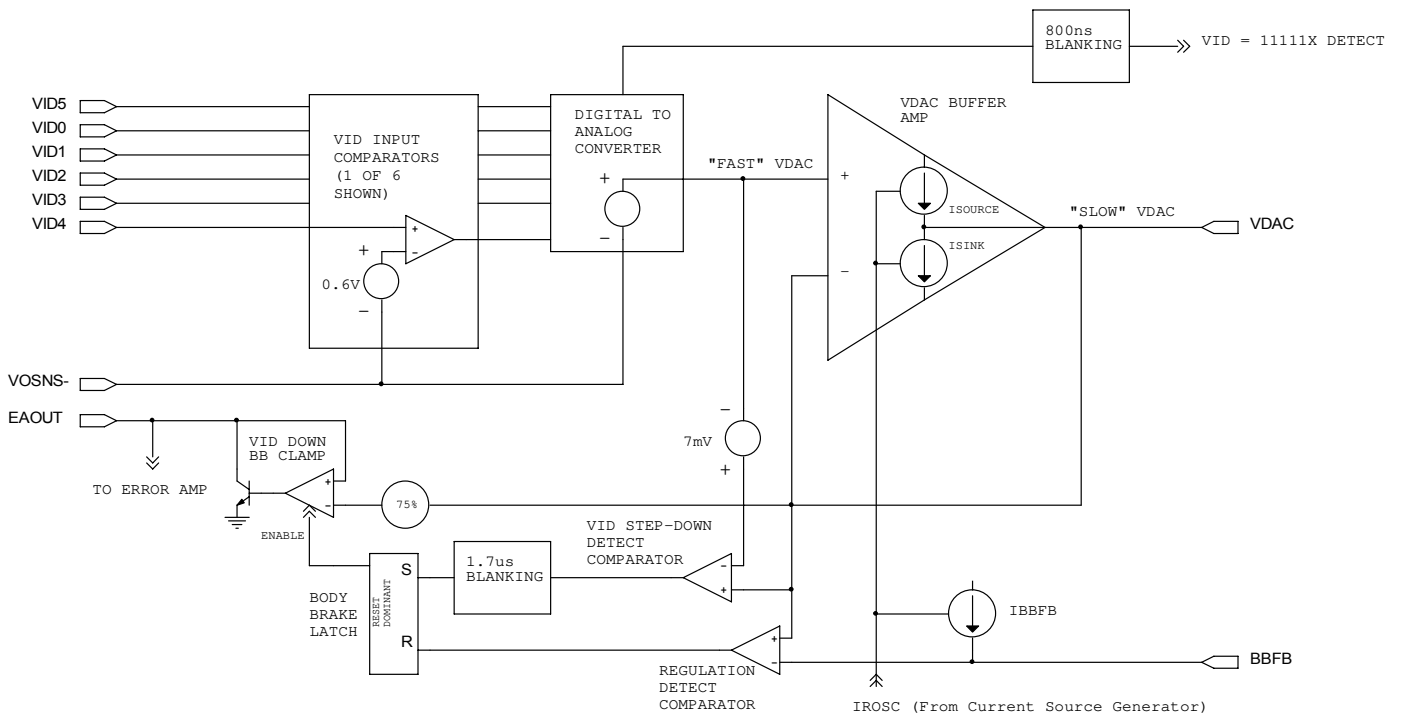 800ns
BLANKING
VID = 11111X DETECT
VID5
VID0
VID1
VID2
VID3
VID4
VID INPUT
COMPARATORS
(1 OF 6
SHOWN)
+
-
+
0.6V
-
DIGITAL TO
ANALOG
CONVERTER
+
-
"FAST" VDAC
VDAC BUFFER
AMP
+
-
ISOURCE
ISINK
"SLOW" VDAC
VDAC
VOSNS-
EAOUT
TO ERROR AMP
VID DOWN
BB CLAMP
+
-
ENABLE
75%
-
7mV
+
VID STEP-DOWN
DETECT
COMPARATOR
-
+
1.7us
BLANKING
BODY
BRAKE
LATCH
RESET
DOMINANT
S
R
REGULATION
DETECT
COMPARATOR
+
-
IBBFB
BBFB
IROSC (From Current Source Generator)